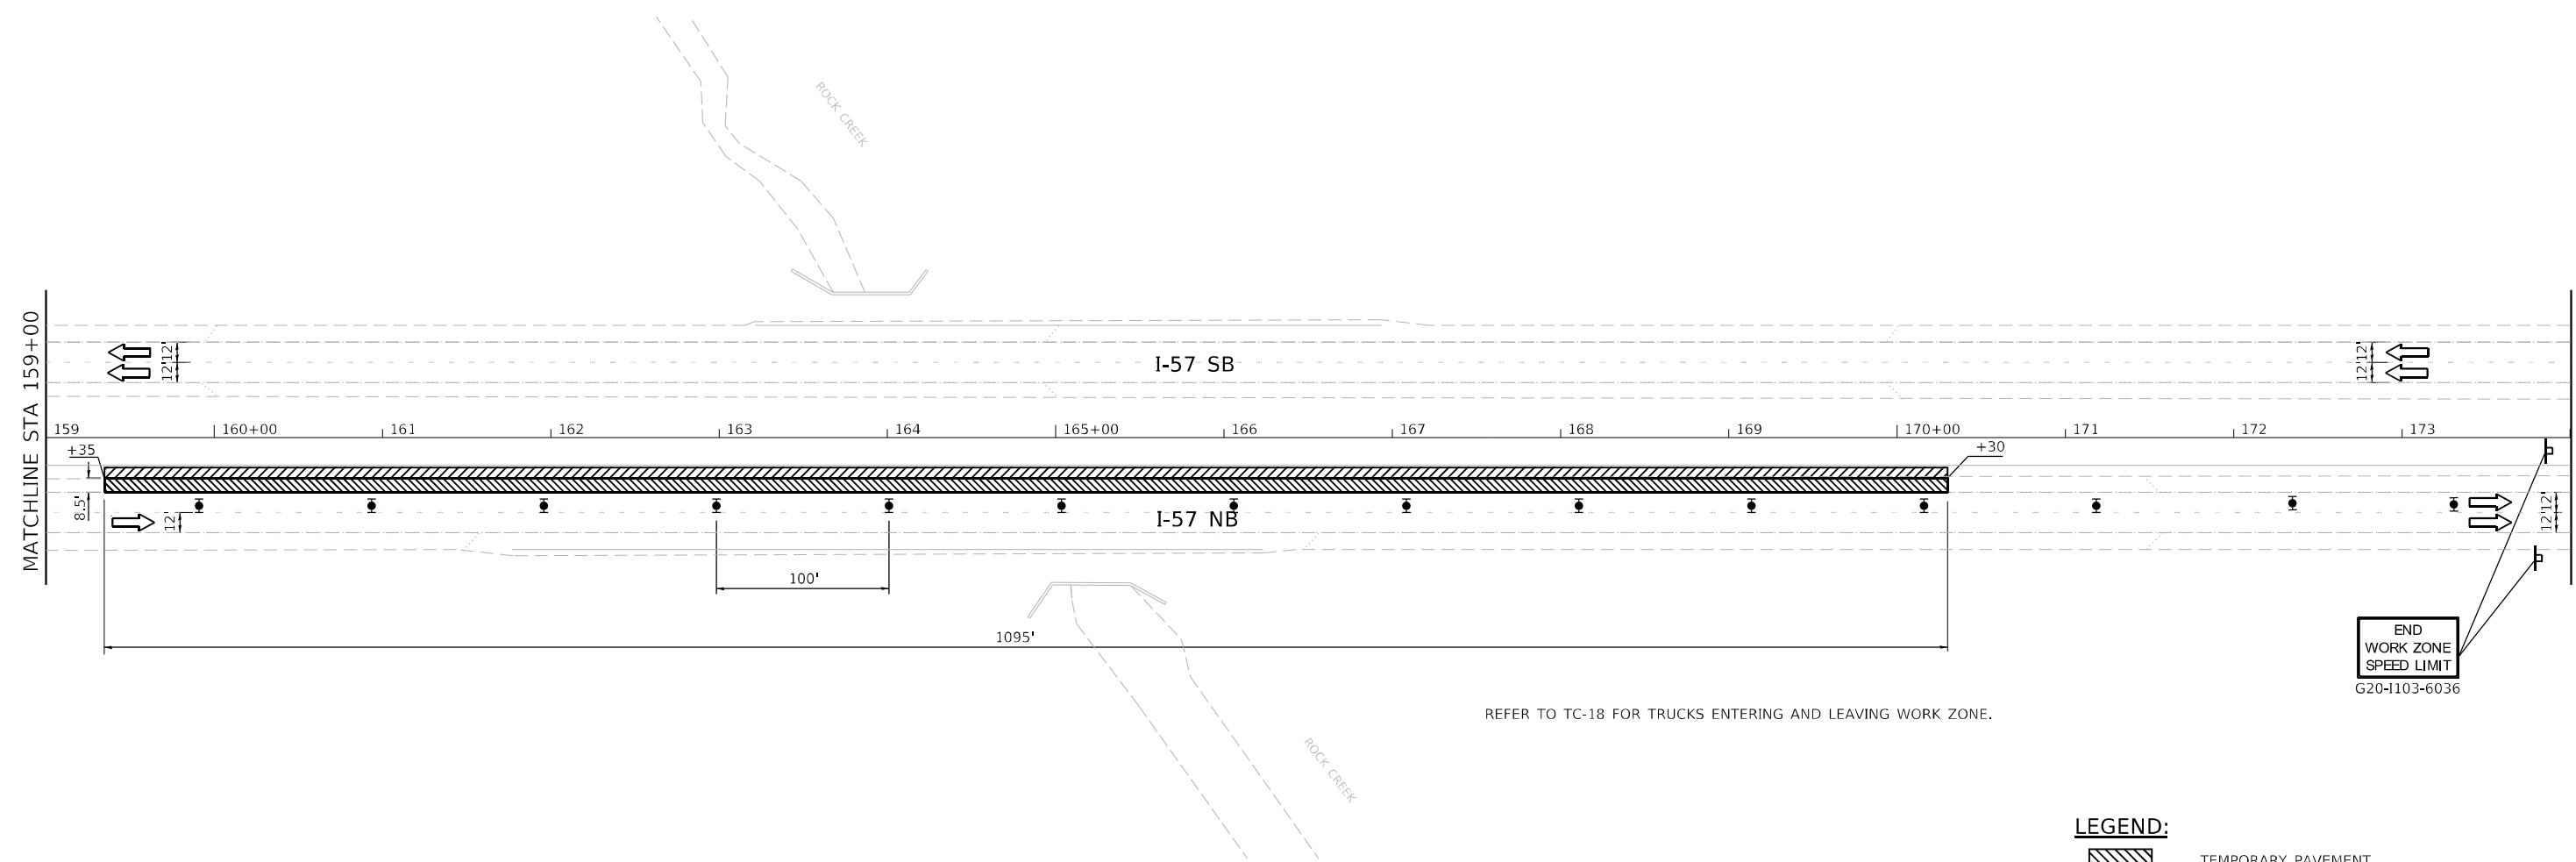 ROCK CREEK
MATCHLINE STA 159+00
12' 12'
I-57 SB
12' 12'
159 160+00 161 162 163 164 165+00 166 167 168 169 170+00 171 172 173
+35 +30
8.5'
12'
I-57 NB
12' 12'
100'
1095'
END
WORK ZONE
SPEED LIMIT
G20-I103-6036
REFER TO TC-18 FOR TRUCKS ENTERING AND LEAVING WORK ZONE.
ROCK CREEK
LEGEND:
TEMPORARY PAVEMENT